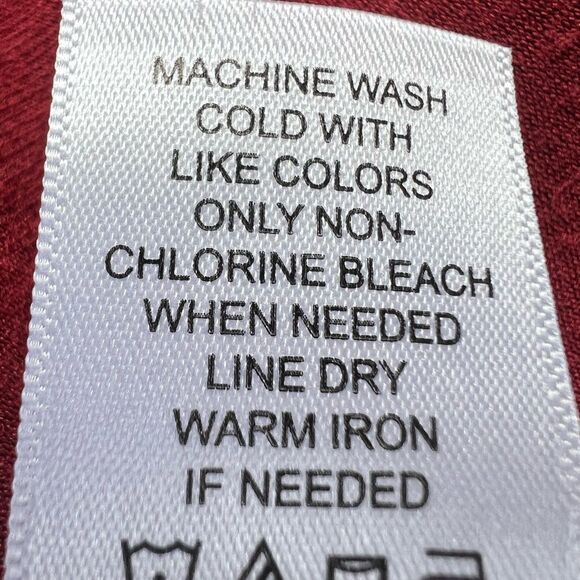 MACHINE WASH
COLD WITH
LIKE COLORS
ONLY NON-
CHLORINE BLEACH
WHEN NEEDED
LINE DRY
WARM IRON
IF NEEDED